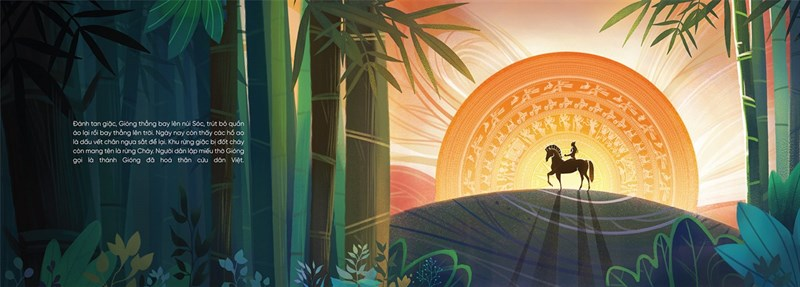 Đánh tan giặc, Gióng thẳng bay lên núi Sóc, trút bỏ quần
áo lại rồi bay thẳng lên trời. Ngày nay còn thấy các hồ ao
là dấu vết chân ngựa sắt để lại. Khu rừng giặc bị đốt cháy
còn mang tên là rừng Cháy. Người dân lập miếu thờ Gióng
gọi là thánh Gióng đã hoá thân cứu dân Việt.